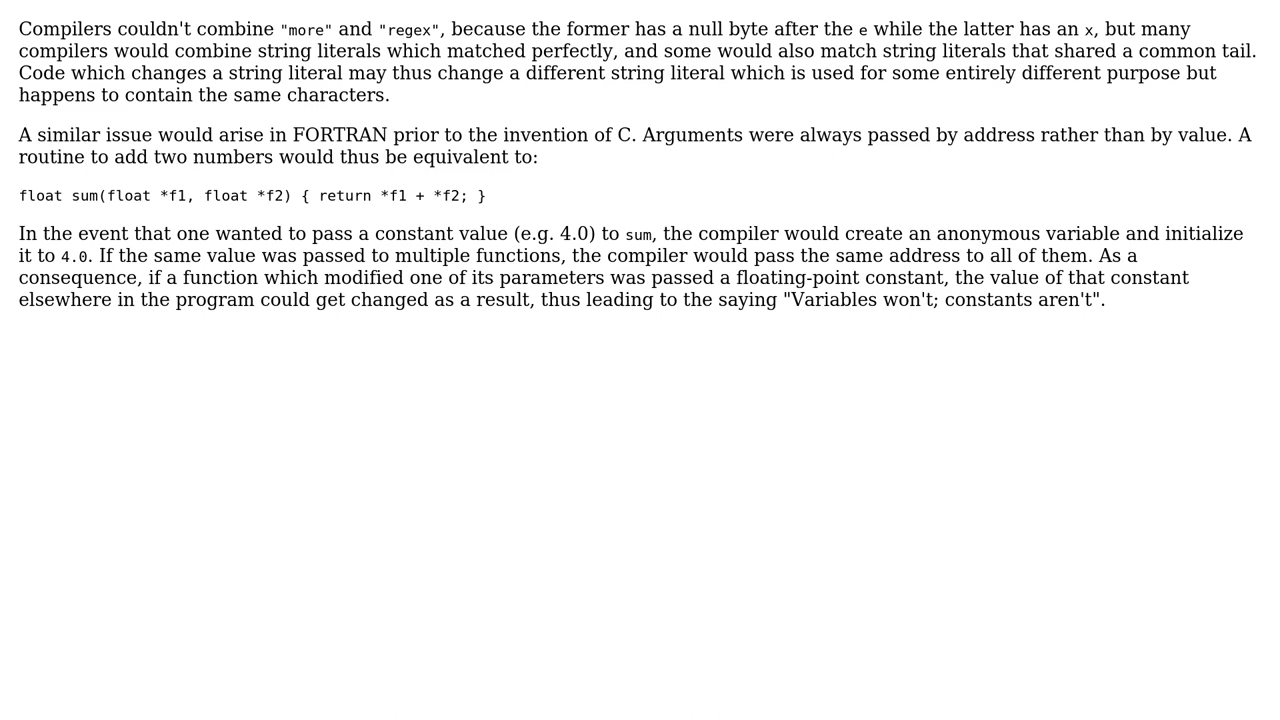 Compilers couldn't combine "more" and "regex", because the former has a null byte after the e while the latter has an x, but many
compilers would combine string literals which matched perfectly, and some would also match string literals that shared a common tail.
Code which changes a string literal may thus change a different string literal which is used for some entirely different purpose but
happens to contain the same characters.
A similar issue would arise in FORTRAN prior to the invention of C. Arguments were always passed by address rather than by value. A
routine to add two numbers would thus be equivalent to:
float sum(float *f1, float *f2) { return *f1 + *f2; }
In the event that one wanted to pass a constant value (e.g. 4.0) to sum, the compiler would create an anonymous variable and initialize
it to 4.0. If the same value was passed to multiple functions, the compiler would pass the same address to all of them. As a
consequence, if a function which modified one of its parameters was passed a floating-point constant, the value of that constant
elsewhere in the program could get changed as a result, thus leading to the saying "Variables won't; constants aren't".